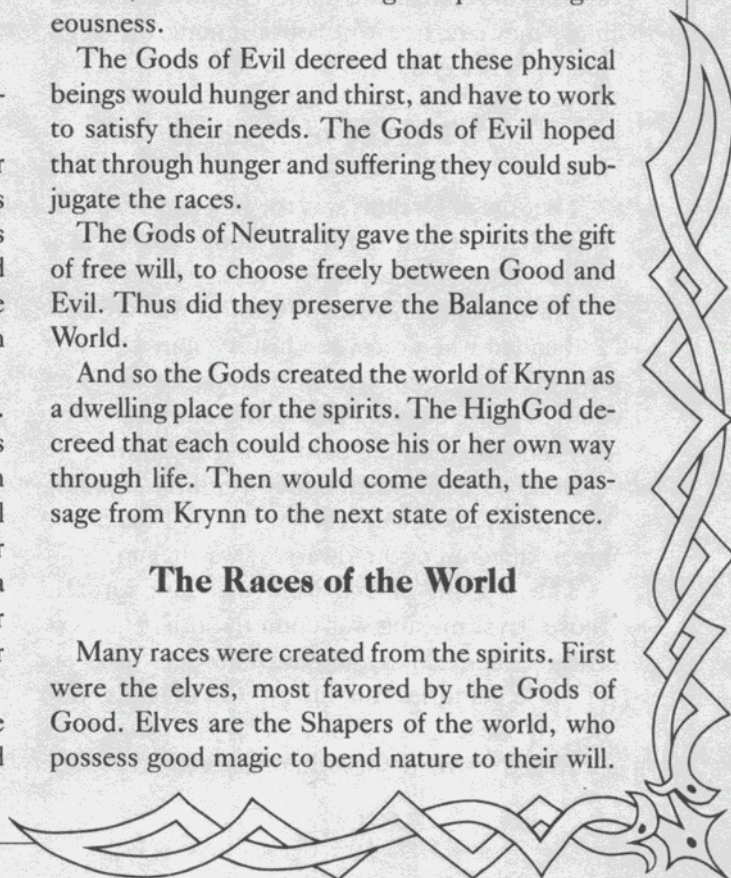 eousness.
The Gods of Evil decreed that these physical
beings would hunger and thirst, and have to work
to satisfy their needs. The Gods of Evil hoped
that through hunger and suffering they could sub-
jugate the races.
The Gods of Neutrality gave the spirits the gift
of free will, to choose freely between Good and
Evil. Thus did they preserve the Balance of the
World.
And so the Gods created the world of Krynn as
a dwelling place for the spirits. The HighGod de-
creed that each could choose his or her own way
through life. Then would come death, the pas-
sage from Krynn to the next state of existence.
The Races of the World
Many races were created from the spirits. First
were the elves, most favored by the Gods of
Good. Elves are the Shapers of the world, who
possess good magic to bend nature to their will.